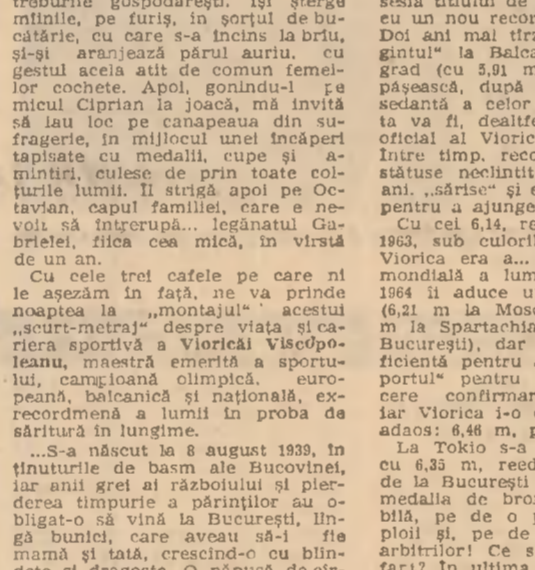 treburile gospodărești. Își șterge
mîinile, pe furiș, în șorțul de bu-
cătărie, cu care s-a încins la brîu,
și-și aranjează părul auriu, cu
gestul acela atît de comun femei-
lor cochete. Apoi, gonindu-l pe
micul Ciprian la joacă, mă invită
să iau loc pe canapeaua din su-
fragerie, în mijlocul unei încăperi
tapisate cu medalii, cupe și a-
mintiri, culese de prin toate col-
țurile lumii. Îl strigă apoi pe Oc-
tavian, capul familiei, care e ne-
voit să întrerupă... legănatul Ga-
brielei, fiica cea mică, în vîrstă
de un an.
Cu cele trei cafele pe care ni
le așezăm în față, ne va prinde
noaptea la „montajul“ acestui
„scurt-metraj“ despre viața și ca-
riera sportivă a Vioricăi Viscopo-
leanu, maestră emerită a sportu-
lui, campioană olimpică, euro-
peană, balcanică și națională, ex-
recordmenă a lumii în proba de
săritură în lungime.
...S-a născut la 8 august 1939, în
ținuturile de basm ale Bucovinei,
iar anii grei ai războiului și pier-
derea timpurie a părinților au o-
bligat-o să vină la București, lîn-
gă bunici, care aveau să-i fie
mamă și tată, crescînd-o cu blîn-
titlului de
cu un nou recor
Doi ani mai tîrz
gintul“ la Balca
grad (cu 5,91 m
pășească, după
sedantă a celor
ta va fi, dealtfe
oficial al Vioric
Între timp, reco
stătuse neclintit
ani. „sărise“ și e
pentru a ajunge
Cu cei 6,14, re
1963, sub culoril
Viorica era a...
mondială a lum
1964 îi aduce u
(6,21 m la Mosc
m la Spartachia
București), dar
ficientă pentru
portul“ pentru
cere confirmar
iar Viorica i-o
adaos: 6,46 m, p
La Tokio s-a
cu 6,35 m, reed
de la București
medalia de bro
bilă, pe de o p
ploii și, pe de
arbitrilor! Ce s
În ultima